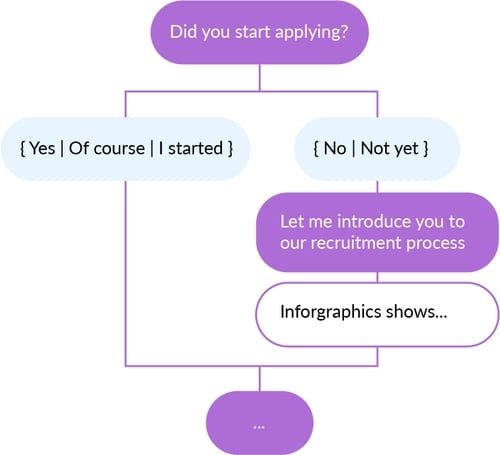 Did you start applying?
{ Yes | Of course | I started }
{ No | Not yet }
Let me introduce you to
our recruitment process
Inforgraphics shows...
...